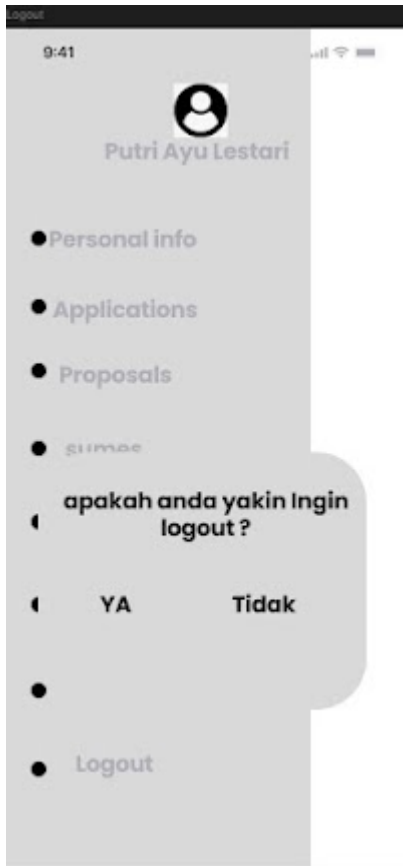 Logout
9:41
Putri Ayu Lestari
Personal info
Applications
Proposals
apakah anda yakin Ingin
logout ?
YA Tidak
Logout